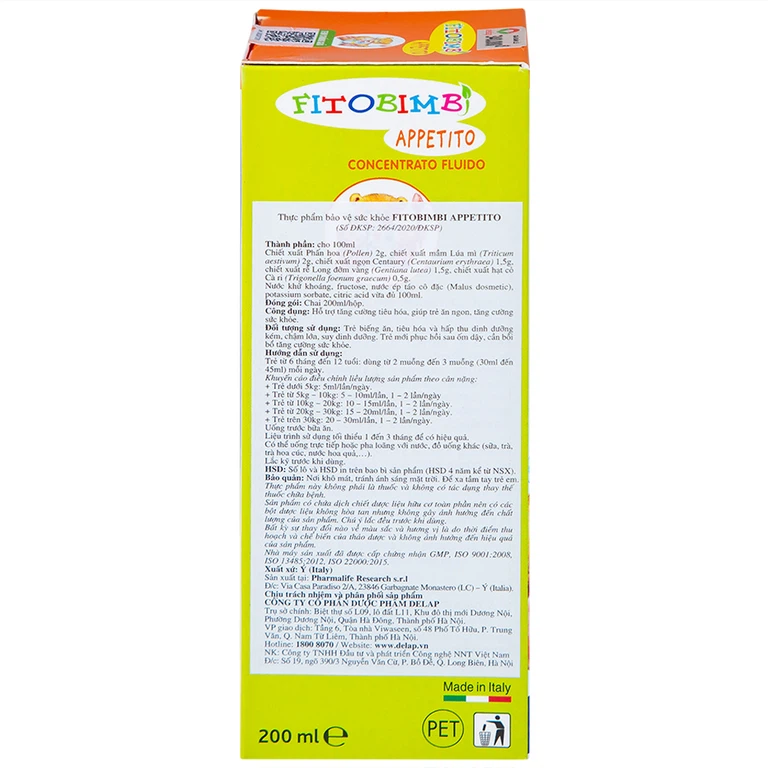 FITOBIMBI
FITOBIMBI
APPETITO
CONCENTRATO FLUIDO
Thực phẩm bảo vệ sức khỏe FITOBIMBI APPETITO
(Số ĐKSP: 2664/2020/ĐKSP)
Thành phần: cho 100ml
Chiết xuất Phấn hoa (Pollen) 2g, chiết xuất mầm Lúa mì (Triticum
aestivum) 2g, chiết xuất ngọn Centaury (Centaurium erythraea) 1,5g,
chiết xuất rễ Long đởm vàng (Gentiana lutea) 1,5g, chiết xuất hạt cỏ
Cà ri (Trigonella foenum graecum) 0,5g.
Nước khử khoáng, fructose, nước ép táo cô đặc (Malus dosmetic),
potassium sorbate, citric acid vừa đủ 100ml.
Đóng gói: Chai 200ml/hộp.
Công dụng: Hỗ trợ tăng cường tiêu hóa, giúp trẻ ăn ngon, tăng cường
sức khỏe.
Đối tượng sử dụng: Trẻ biếng ăn, tiêu hóa và hấp thu dinh dưỡng
kém, chậm lớn, suy dinh dưỡng. Trẻ mới phục hồi sau ốm dậy, cần bồi
bổ tăng cường sức khỏe.
Hướng dẫn sử dụng:
Trẻ từ 6 tháng đến 12 tuổi: dùng từ 2 muỗng đến 3 muỗng (30ml đến
45ml) mỗi ngày.
Khuyến cáo điều chỉnh liều lượng sản phẩm theo cân nặng:
+ Trẻ dưới 5kg: 5ml/lần/ngày.
+ Trẻ từ 5kg – 10kg: 5 – 10ml/lần, 1 – 2 lần/ngày
+ Trẻ từ 10kg – 20kg: 10 – 15ml/lần, 1 – 2 lần/ngày.
+ Trẻ từ 20kg – 30kg: 15 – 20ml/lần, 1 – 2 lần/ngày.
+ Trẻ trên 30kg: 20 – 30ml/lần, 1 – 2 lần/ngày.
Uống trước bữa ăn.
Liệu trình sử dụng tối thiểu 1 đến 3 tháng để có hiệu quả.
Có thể uống trực tiếp hoặc pha loãng với nước, đồ uống khác (sữa, trà,
trà hoa cúc, nước hoa quả,...).
Lắc kỹ trước khi dùng.
HSD: Số lô và HSD in trên bao bì sản phẩm (HSD 4 năm kể từ NSX).
Bảo quản: Nơi khô mát, tránh ánh sáng mặt trời. Để xa tầm tay trẻ em.
Thực phẩm này không phải là thuốc và không có tác dụng thay thế
thuốc chữa bệnh.
Sản phẩm có chứa dịch chiết dược liệu hữu cơ toàn phần nên có các
bột dược liệu không hòa tan nhưng không gây ảnh hưởng đến chất
lượng của sản phẩm. Chú ý lắc đều trước khi dùng.
Bất kỳ sự thay đổi nào về màu sắc và hương vị là do thời điểm thu
hoạch và chế biến của thảo dược và không ảnh hưởng đến hiệu quả
của sản phẩm.
Nhà máy sản xuất đã được cấp chứng nhận GMP, ISO 9001:2008,
ISO 13485:2012, ISO 22000:2015.
Xuất xứ: Ý (Italy)
Sản xuất tại: Pharmalife Research s.r.l
Đ/c: Via Casa Paradiso 2/A, 23846 Garbagnate Monastero (LC) – Ý (Italia).
Chịu trách nhiệm và phân phối sản phẩm
CÔNG TY CỔ PHẦN DƯỢC PHẨM DELAP
Trụ sở chính: Biệt thự số L09, lô đất L11, Khu đô thị mới Dương Nội,
Phường Dương Nội, Quận Hà Đông, Thành phố Hà Nội.
VP giao dịch: Tầng 6, Tòa nhà Viwaseen, số 48 Phố Tố Hữu, P. Trung
Văn, Q. Nam Từ Liêm, Thành phố Hà Nội.
Hotline: 1800 8070 / Website: www.delap.vn
NK: Công ty TNHH Đầu tư và phát triển Công nghệ NNT Việt Nam
Đ/c: Số 19, ngõ 390/3 Nguyễn Văn Cừ, P. Bồ Đề, Q. Long Biên, Hà Nội
Made in Italy
200 ml e
PET